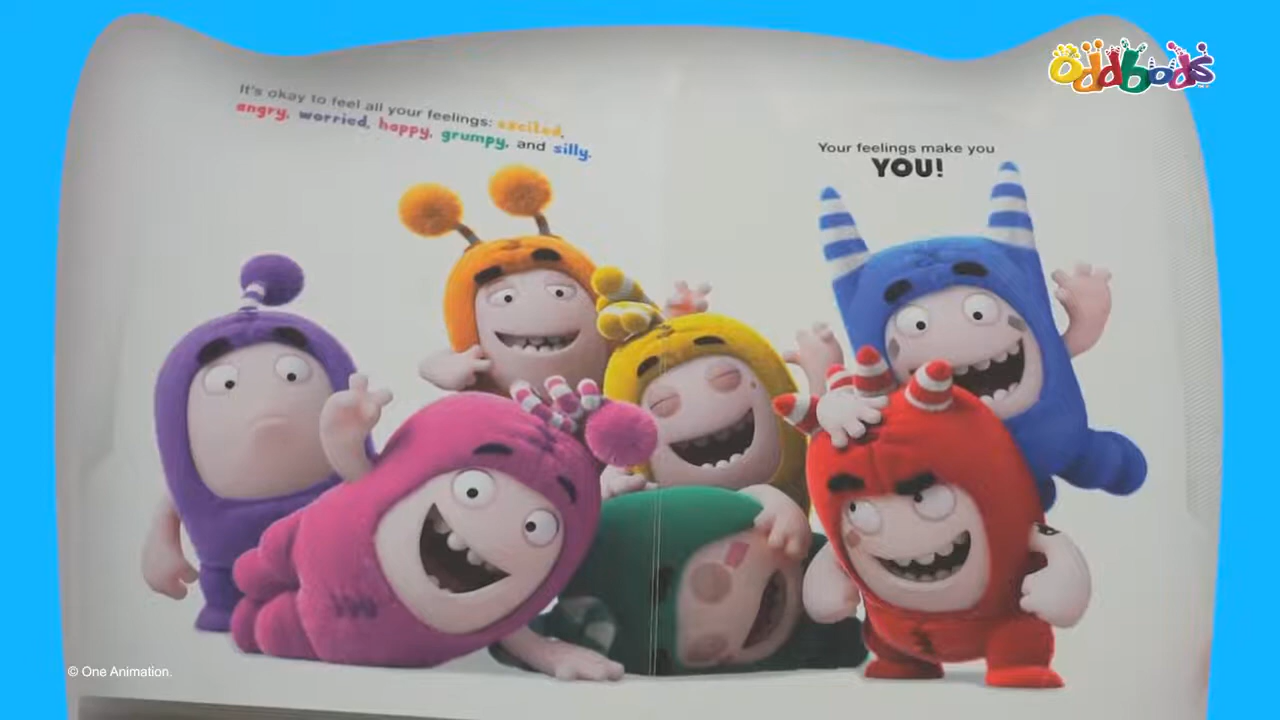 It's okay to feel all your feelings: excited,
angry, worried, happy, grumpy, and silly.
Your feelings make you
YOU!
oddbods
© One Animation.